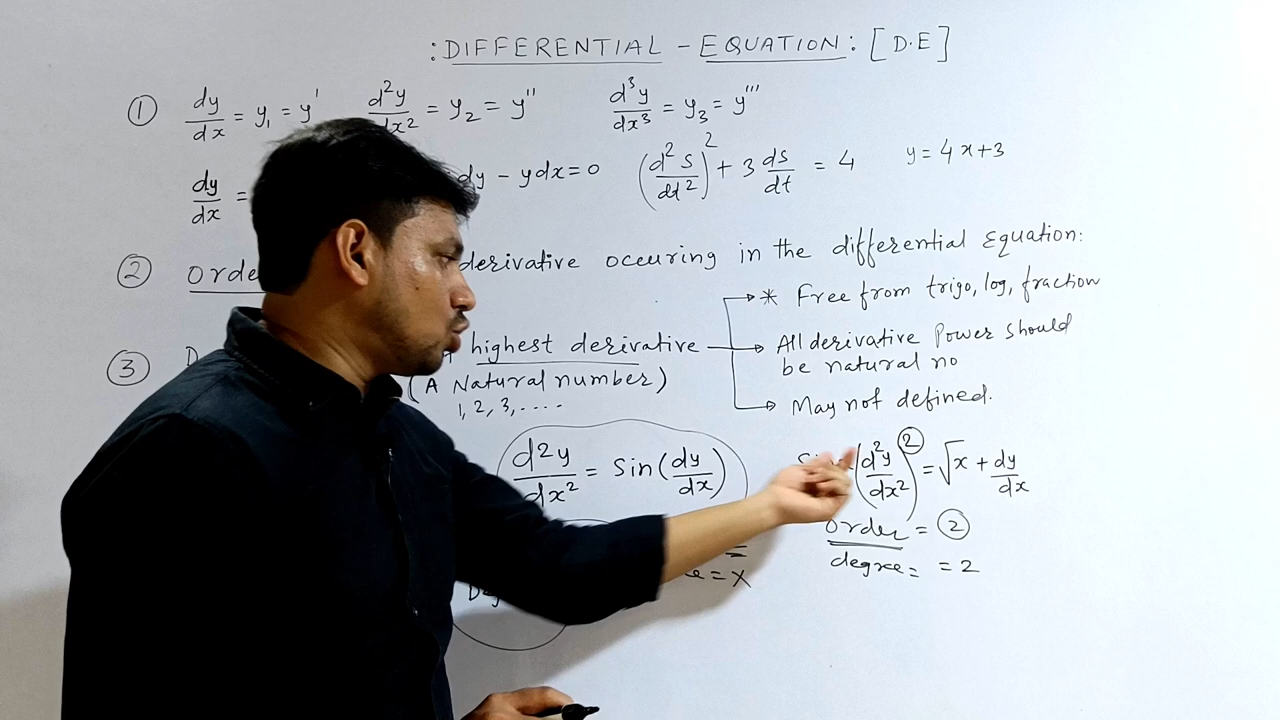 : DIFFERENTIAL - EQUATION : [D.E]
① dy/dx = y₁ = y' d²y/dx² = y₂ = y'' d³y/dx³ = y₃ = y'''
dy/dx = dy - ydx = 0 (d²s/dt²)² + 3 ds/dt = 4 y = 4x+3
② derivative occuring in the differential Equation:
* Free from trigo, log, fraction
③ highest derivative → All derivative Power should
be natural no
(A Natural number)
1, 2, 3, ....
May not defined.
d²y/dx² = Sin(dy/dx) (d²y/dx²)² = √x + dy/dx
order = ②
degree = = 2
= X